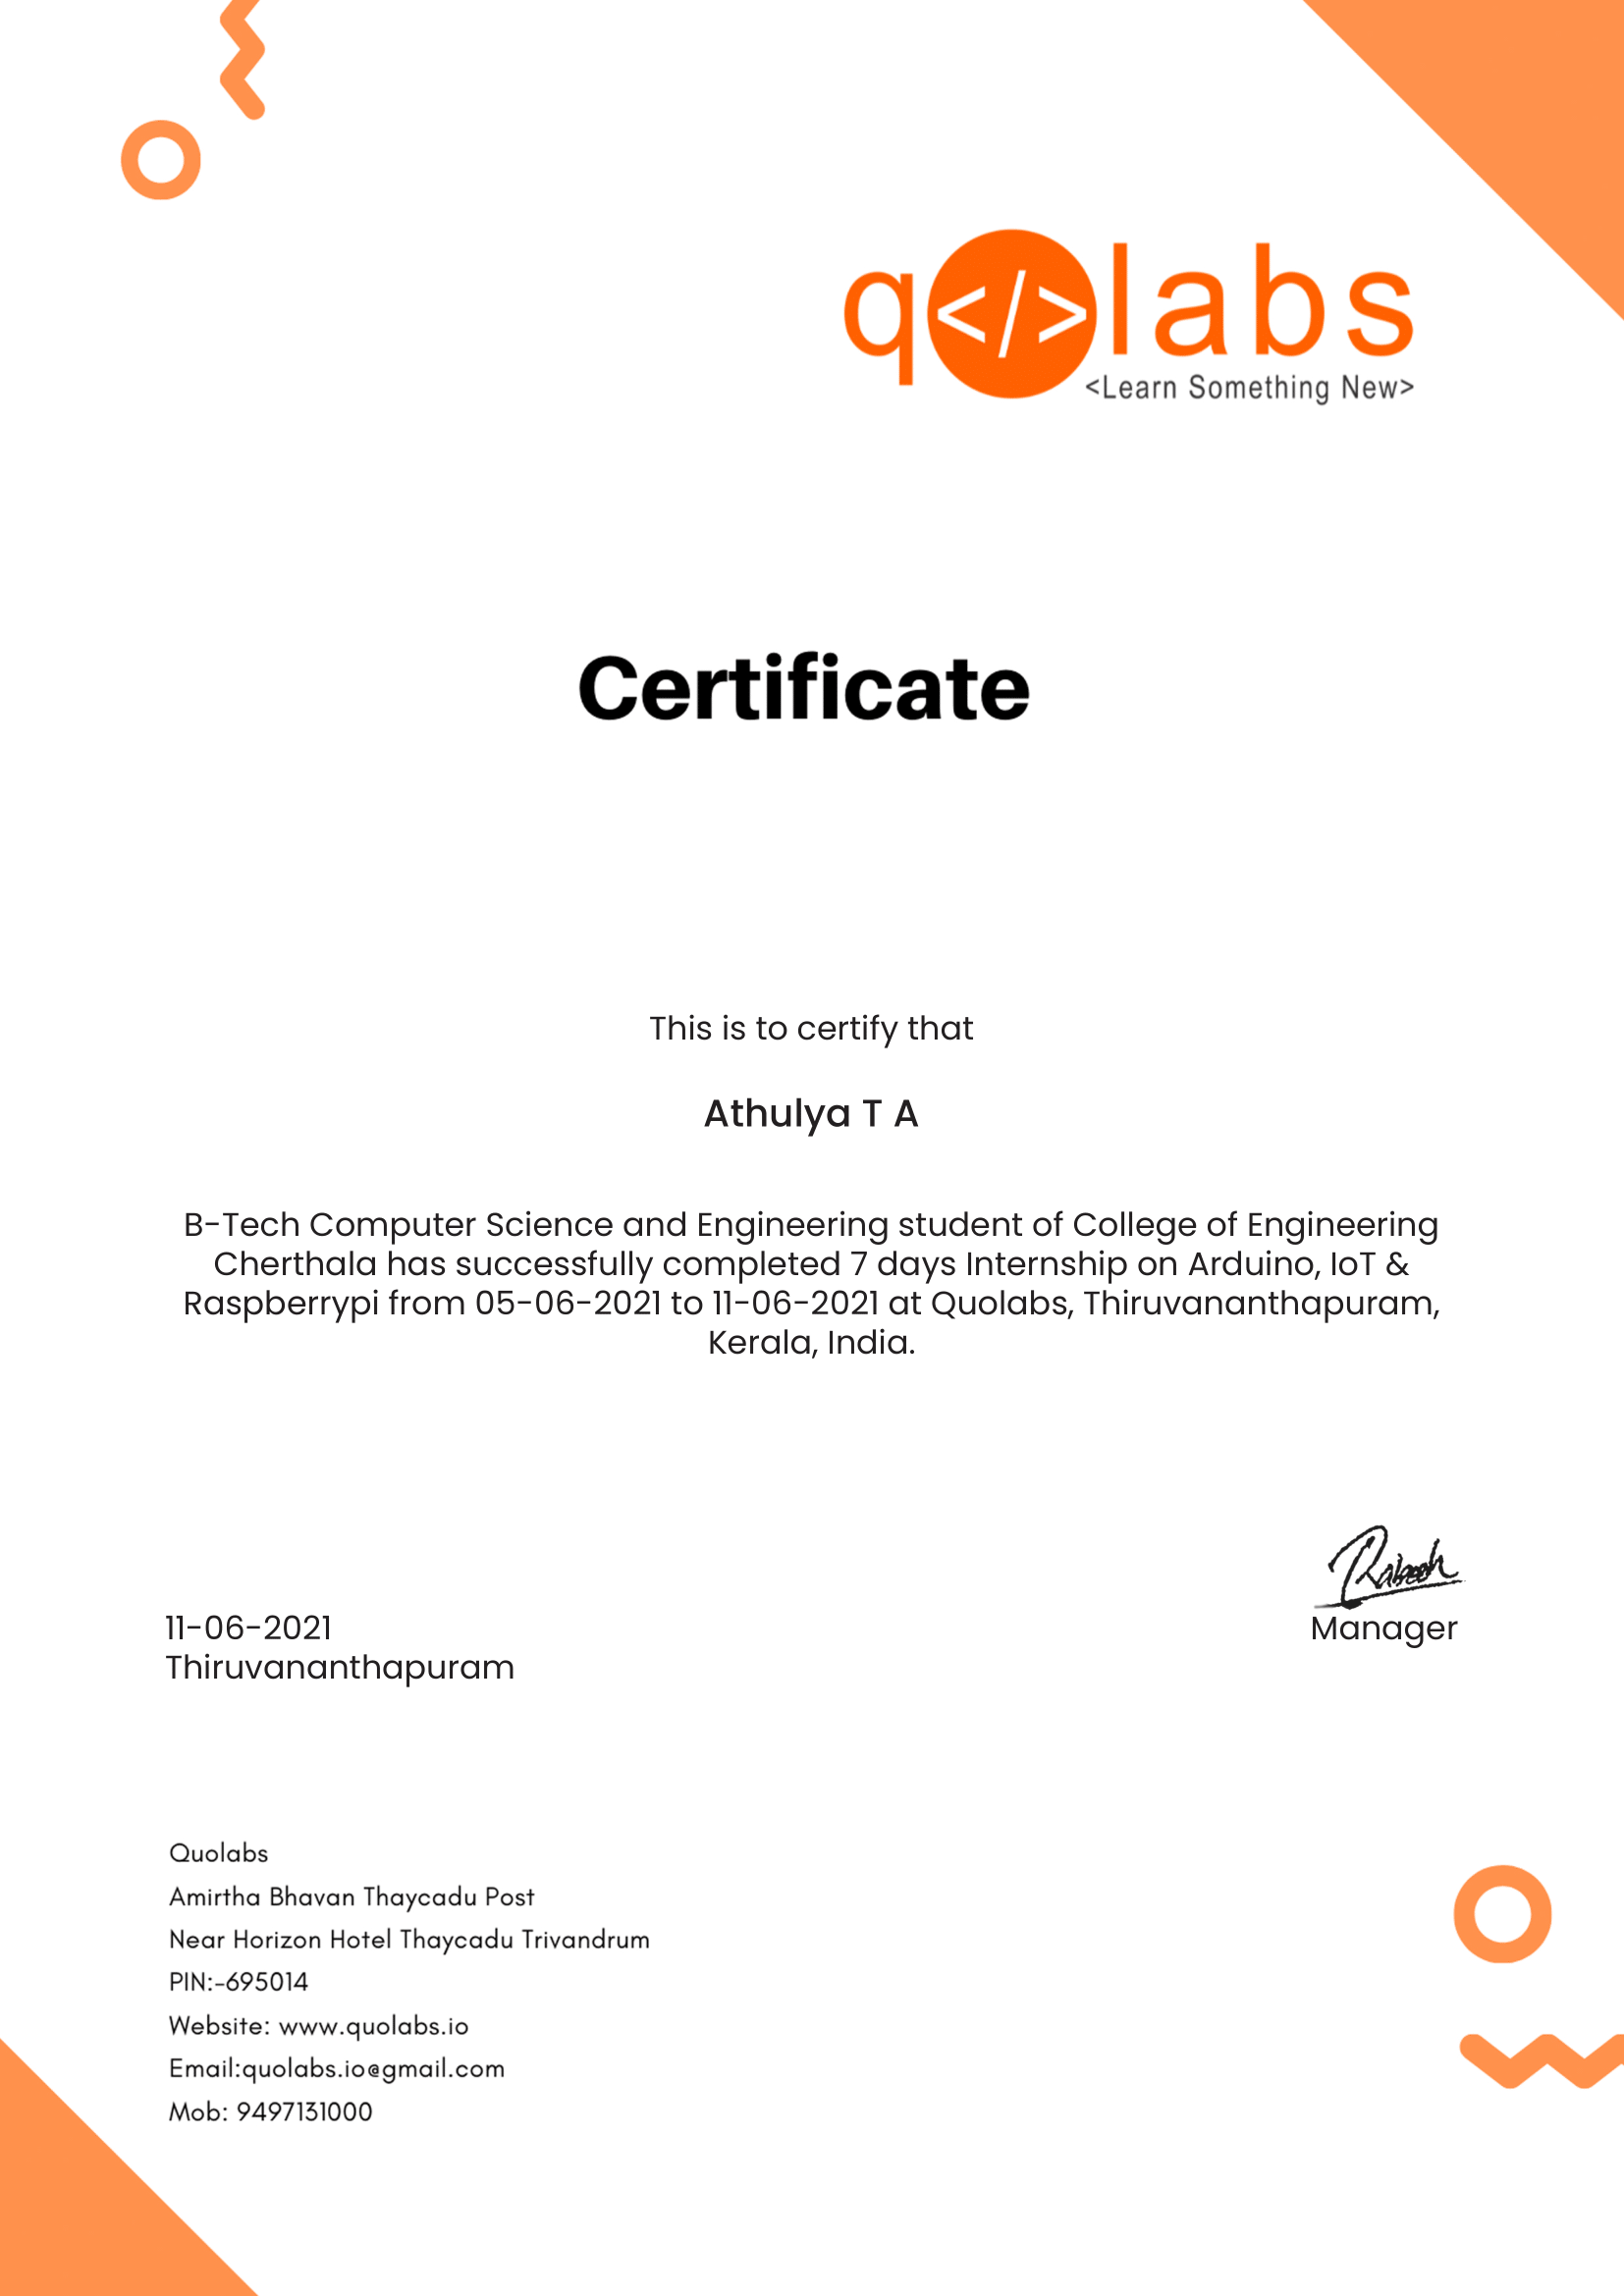 q</>labs
<Learn Something New>
Certificate
This is to certify that
Athulya T A
B-Tech Computer Science and Engineering student of College of Engineering
Cherthala has successfully completed 7 days Internship on Arduino, IoT &
Raspberrypi from 05-06-2021 to 11-06-2021 at Quolabs, Thiruvananthapuram,
Kerala, India.
Manager
11-06-2021
Thiruvananthapuram
Quolabs
Amirtha Bhavan Thaycadu Post
Near Horizon Hotel Thaycadu Trivandrum
PIN:-695014
Website: www.quolabs.io
Email:quolabs.io@gmail.com
Mob: 9497131000